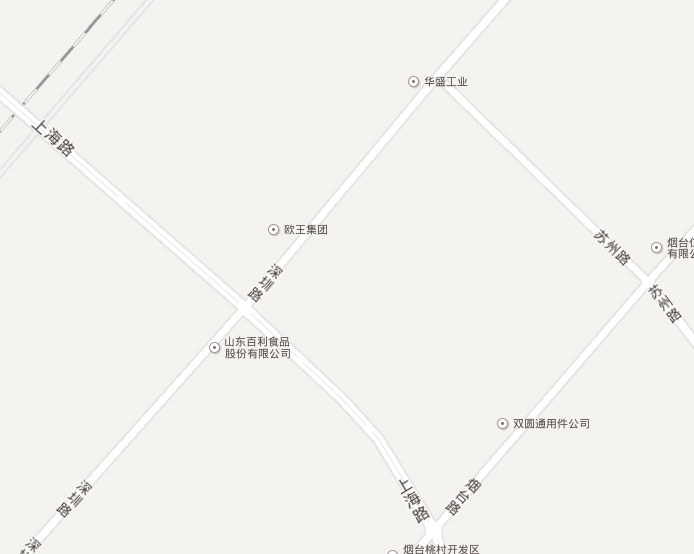 华盛工业
上海路
苏州路
烟台
有限
欧王集团
深圳路
苏州路
山东百利食品
股份有限公司
双圆通用件公司
深圳路
上海路
烟台路
深圳
烟台桃村开发区